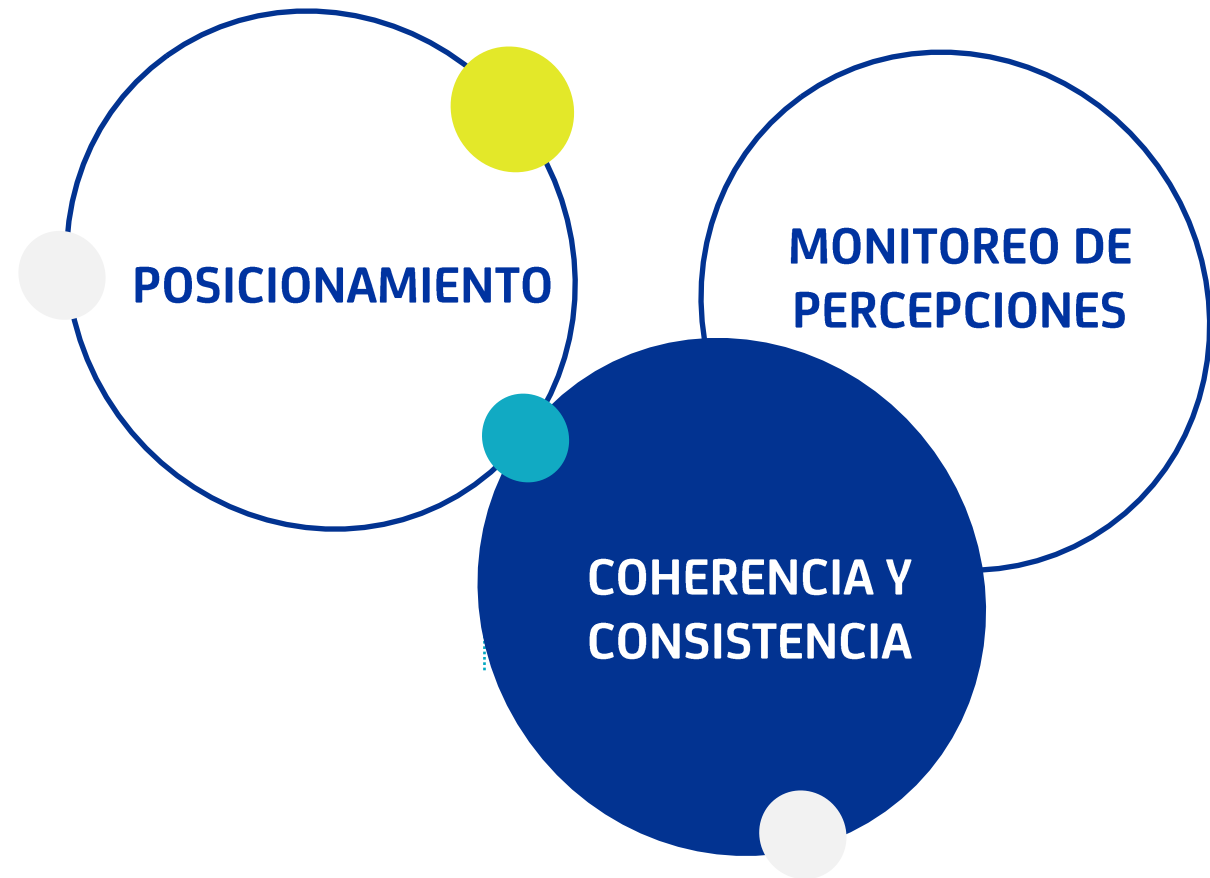 POSICIONAMIENTO
MONITOREO DE
PERCEPCIONES
COHERENCIA Y
CONSISTENCIA